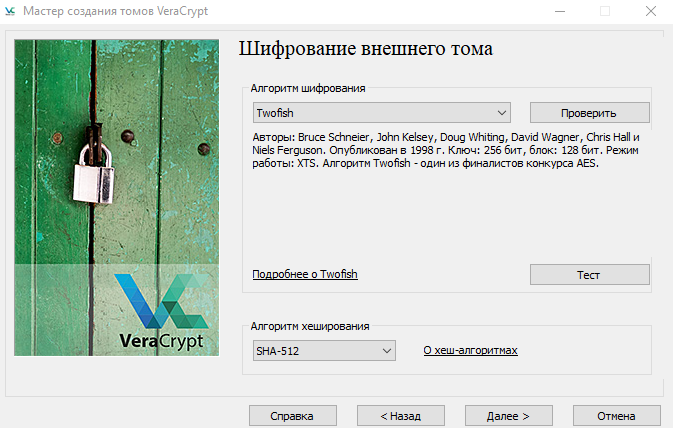 Мастер создания томов VeraCrypt
Шифрование внешнего тома
Алгоритм шифрования
Twofish
Проверить
Авторы: Bruce Schneier, John Kelsey, Doug Whiting, David Wagner, Chris Hall и
Niels Ferguson. Опубликован в 1998 г. Ключ: 256 бит, блок: 128 бит. Режим
работы: XTS. Алгоритм Twofish - один из финалистов конкурса AES.
Подробнее о Twofish
Тест
VeraCrypt
Алгоритм хеширования
SHA-512
О хеш-алгоритмах
Справка
< Назад
Далее >
Отмена